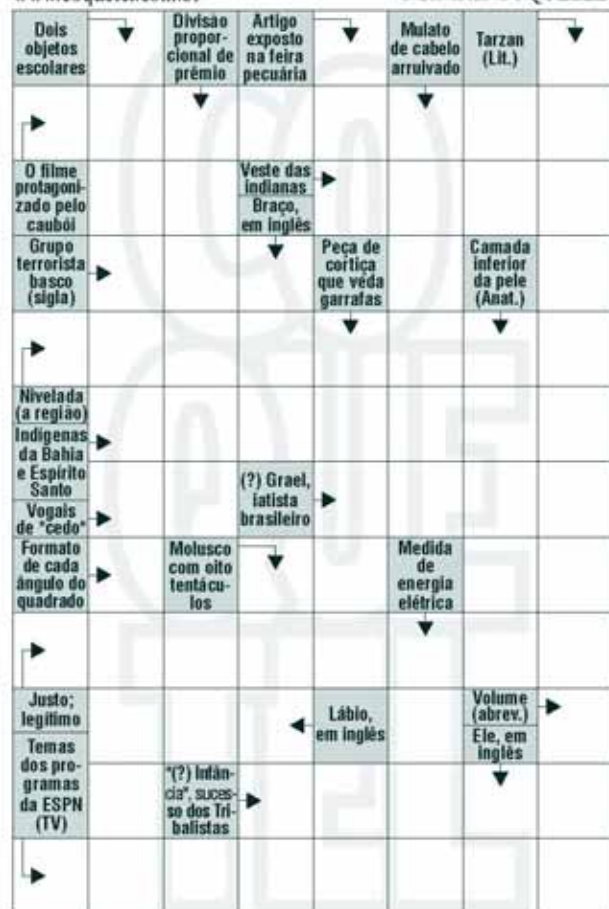 Dois
objetos
escolares
Divisão
propor-
cional de
prêmio
Artigo
exposto
na feira
pecuária
Mulato
de cabelo
arruivado
Tarzan
(Lit.)
O filme
protagoni-
zado pelo
caubói
Veste das
indianas
Braço,
em inglês
Grupo
terrorista
basco
(sigla)
Peça de
cortiça
que veda
garrafas
Camada
inferior
da pele
(Anat.)
Nivelada
(a região)
Indígenas
da Bahia
e Espírito
Santo
Vogais
de "cedo"
(?) Grael,
iatista
brasileiro
Formato
de cada
ângulo do
quadrado
Molusco
com oito
tentácu-
los
Medida
de
energia
elétrica
Justo;
legítimo
Lábio,
em inglês
Volume
(abrev.)
Ele, em
inglês
Temas
dos pro-
gramas
da ESPN
(TV)
"(?) Infân-
cia", suces-
so dos Tri-
balistas